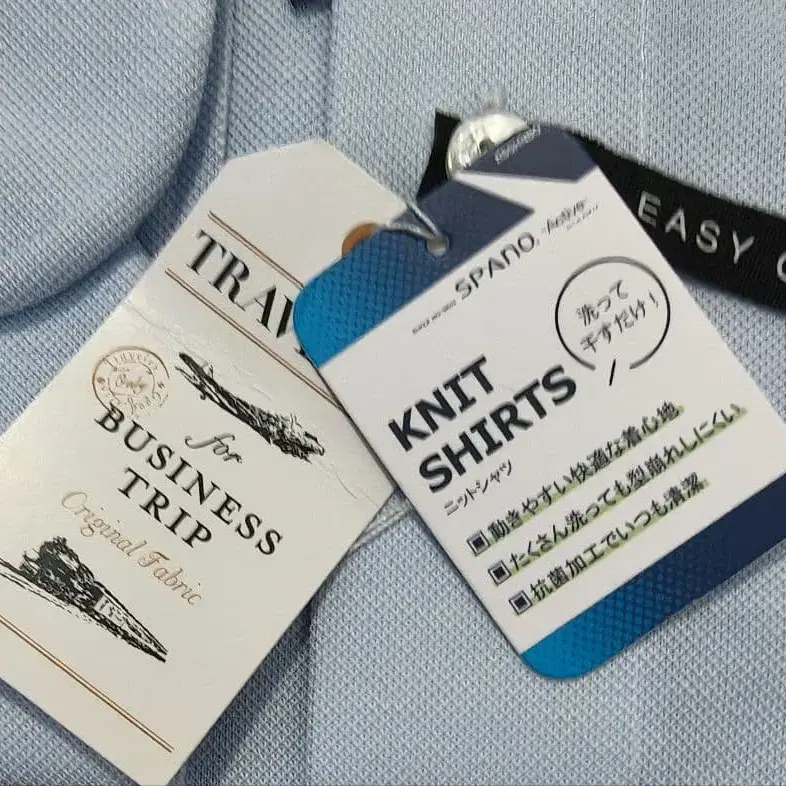 TRAV
for
BUSINESS
TRIP
Original Fabric
SPANO.
Active
洗って
干すだけ!
KNIT
SHIRTS
ニットシャツ
動きやすい快適な着心地
たくさん洗っても型崩れしにくい
抗菌加工でいつも清潔
EASY